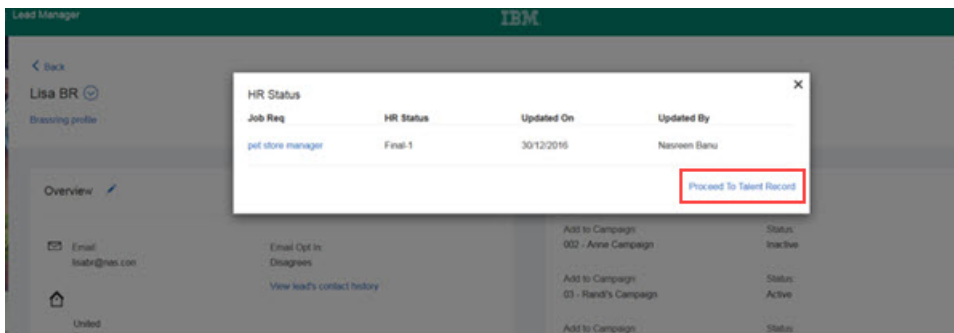 Lead Manager
IBM
Back
Lisa BR
Brassring profile
HR Status
Job Req HR Status Updated On Updated By
pet store manager Final-1 30/12/2016 Nasreen Banu
Proceed To Talent Record
Overview
Email Email Opt In
lisabr@nas.con Disagrees
View lead's contact history
United
Add to Campaign Status
002 - Anne Campaign Inactive
Add to Campaign Status
03 - Randi's Campaign Active
Add to Campaign Status